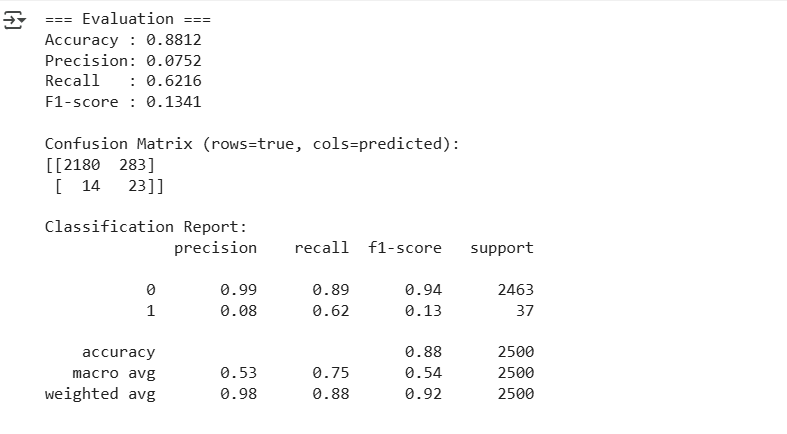 === Evaluation ===
Accuracy : 0.8812
Precision: 0.0752
Recall   : 0.6216
F1-score : 0.1341
Confusion Matrix (rows=true, cols=predicted):
[[2180  283]
 [  14   23]]
Classification Report:
              precision    recall  f1-score   support
           0       0.99      0.89      0.94      2463
           1       0.08      0.62      0.13        37
    accuracy                           0.88      2500
   macro avg       0.53      0.75      0.54      2500
weighted avg       0.98      0.88      0.92      2500